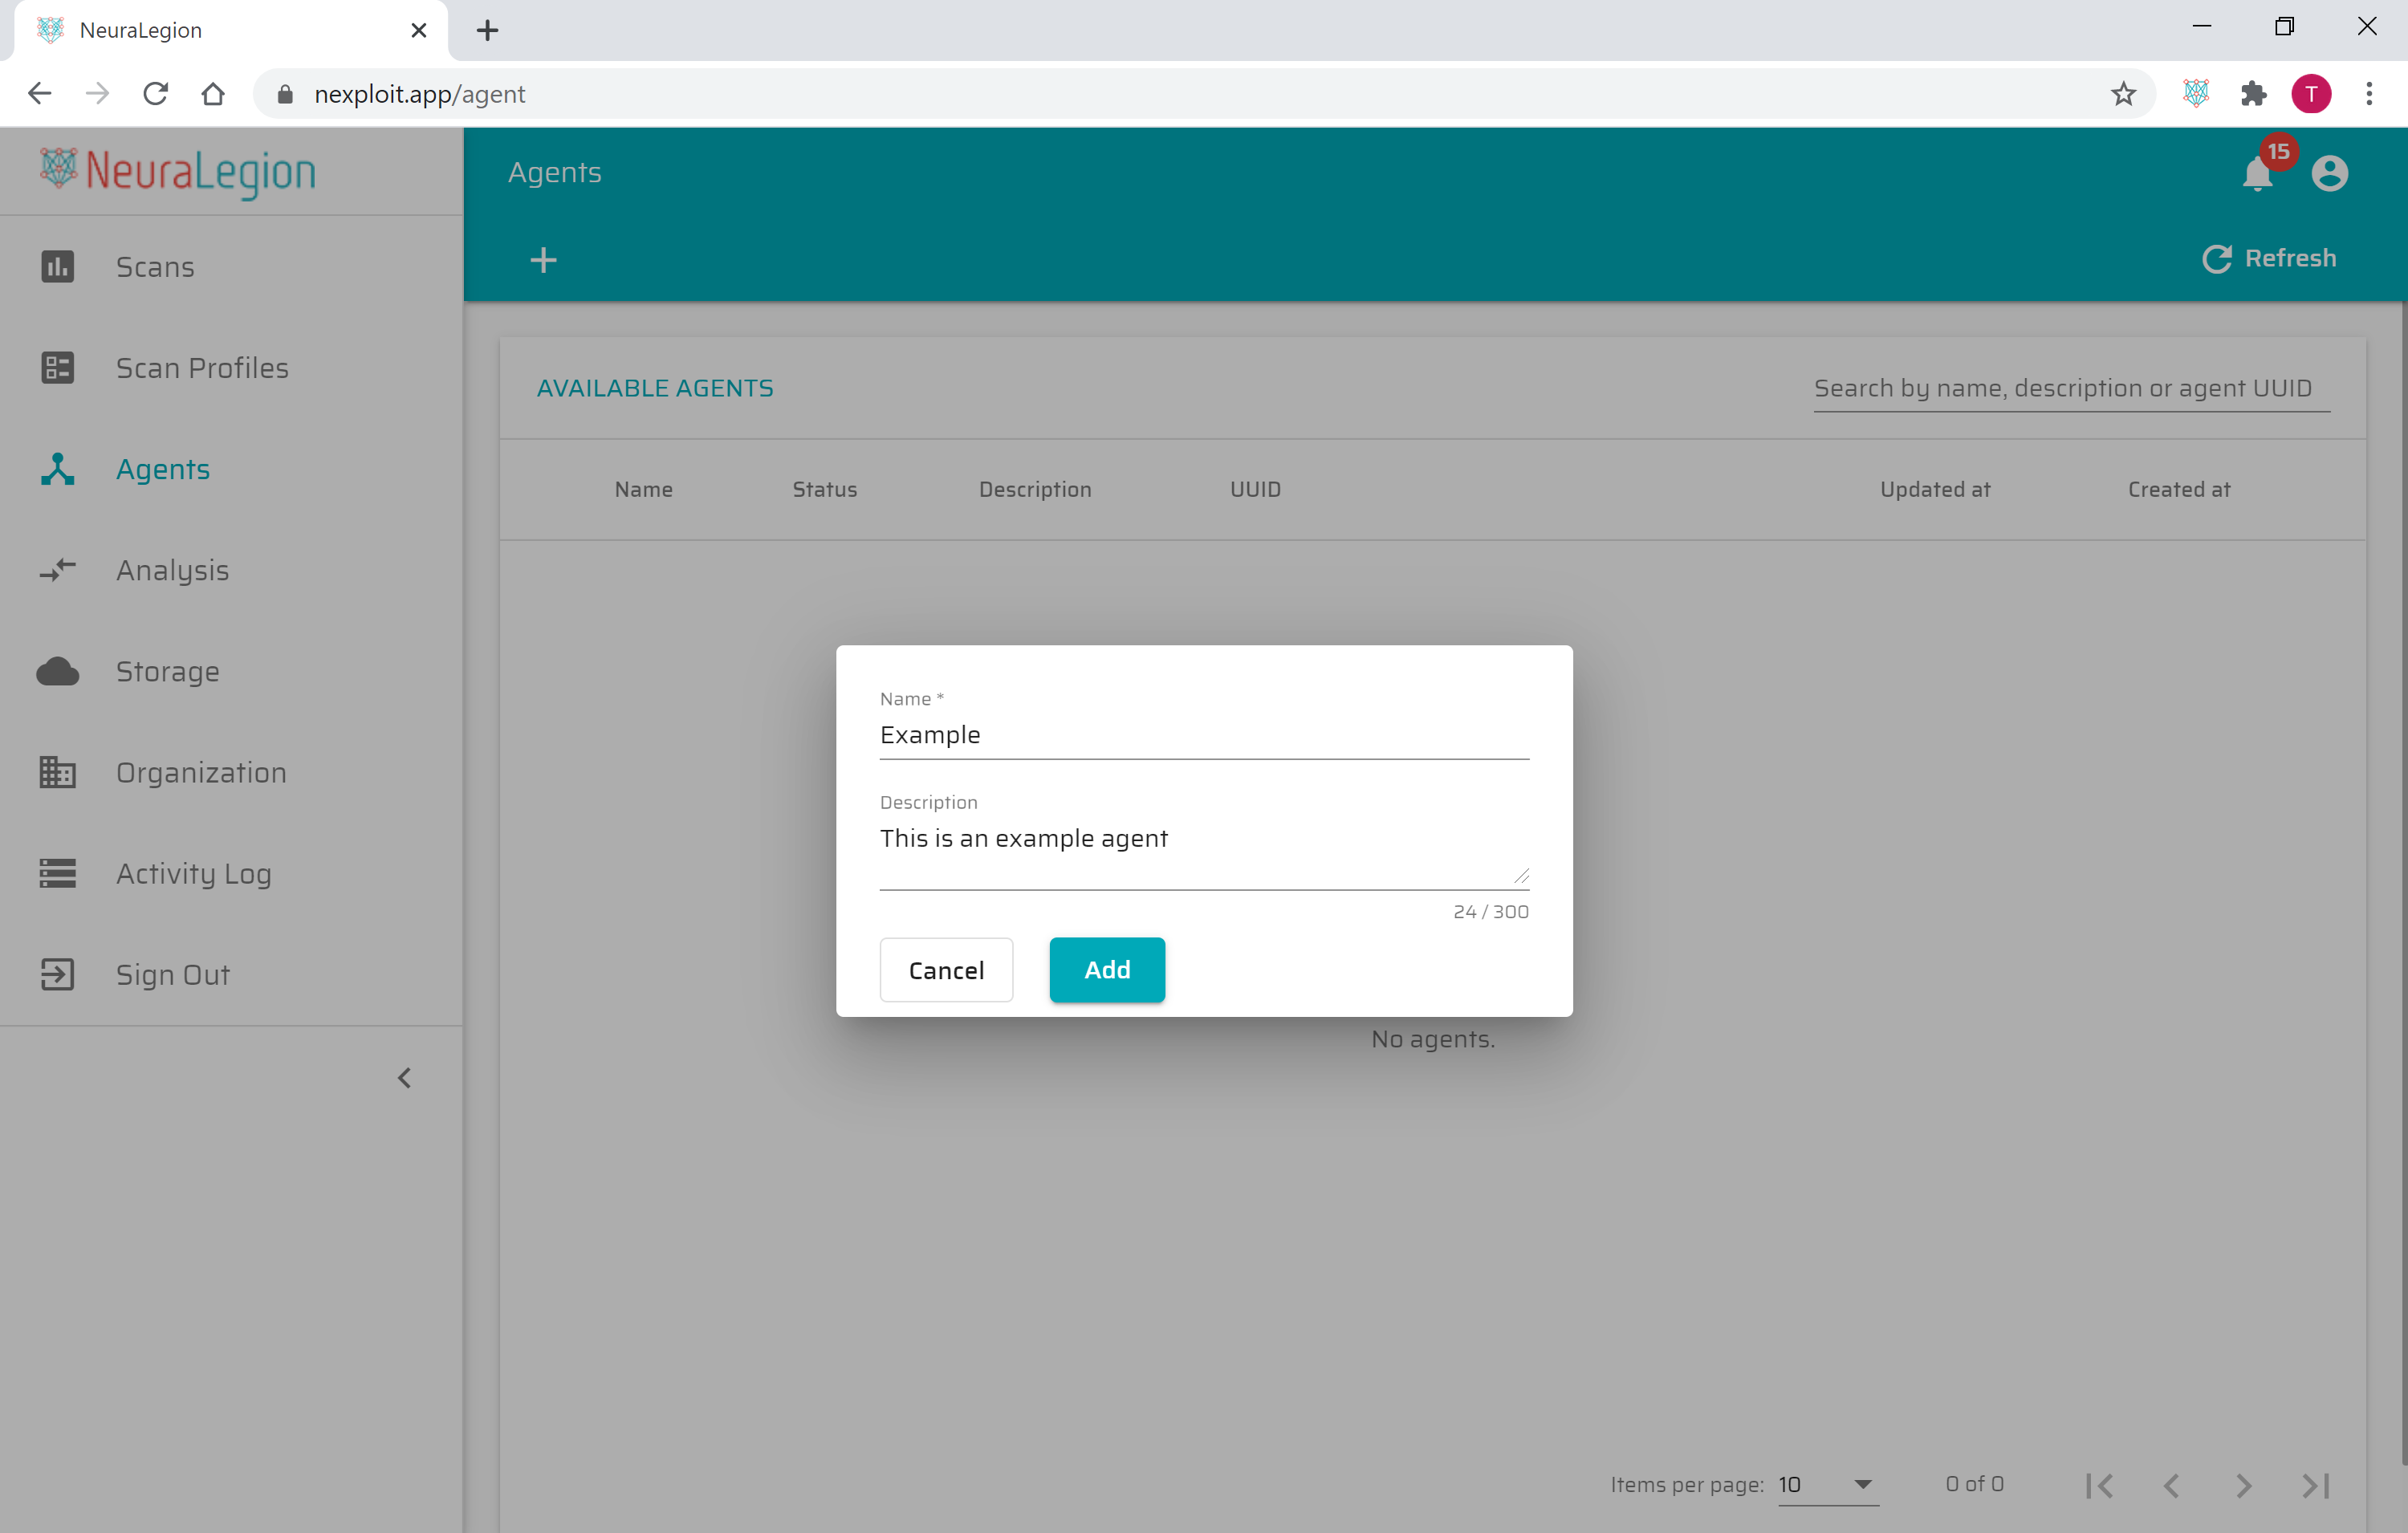 NeuraLegion
nexploit.app/agent
T
NeuraLegion
Agents
15
Refresh
Scans
Scan Profiles
Agents
Analysis
Storage
Organization
Activity Log
Sign Out
AVAILABLE AGENTS
Search by name, description or agent UUID
Name Status Description UUID Updated at Created at
Name *
Example
Description
This is an example agent
24 / 300
Cancel Add
No agents.
Items per page: 10 0 of 0